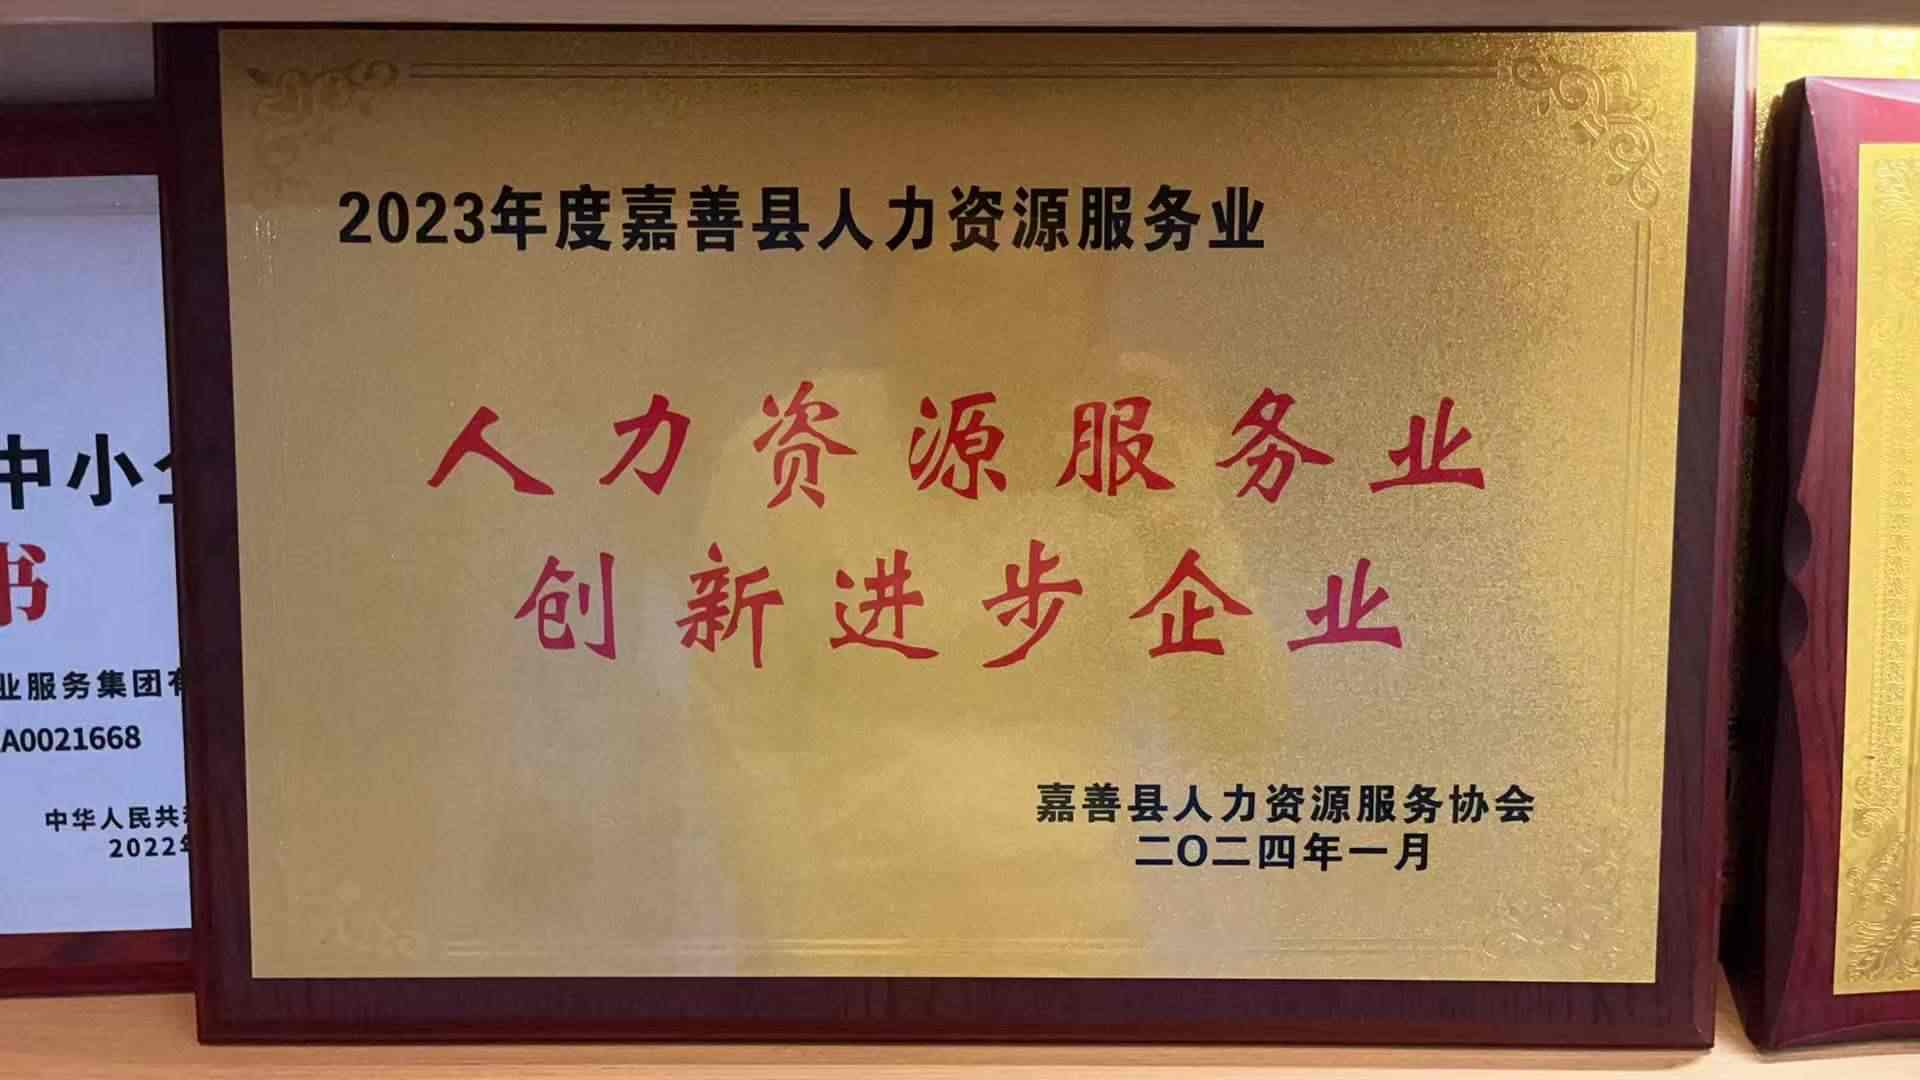 2023年度嘉善县人力资源服务业
人力资源服务业
创新进步企业
嘉善县人力资源服务协会
二〇二四年一月
中小
书
业服务集团有
A0021668
中华人民共
2022年